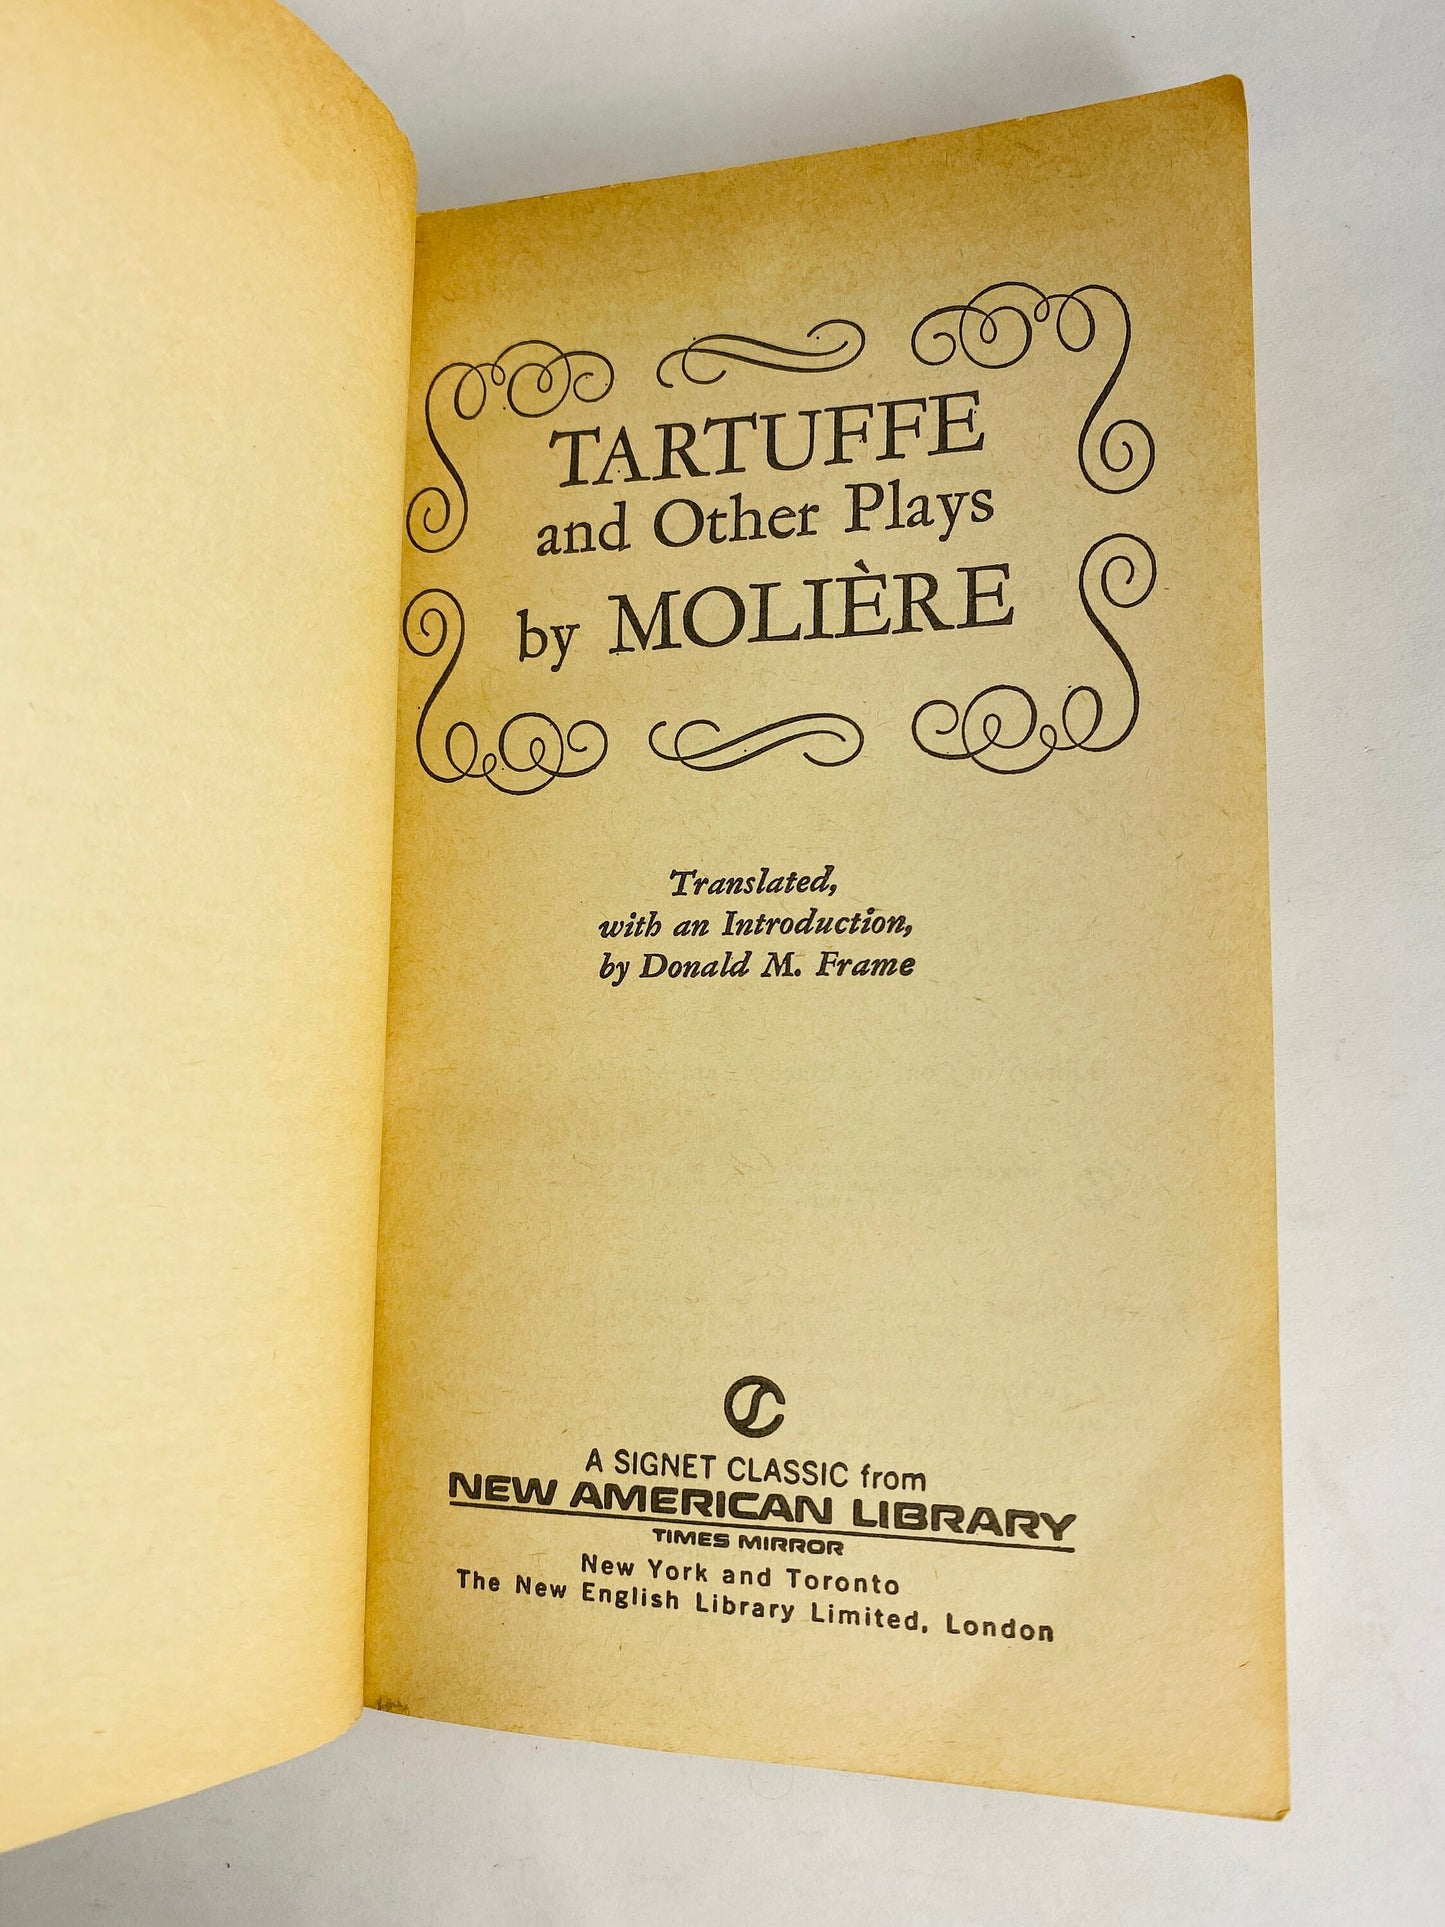 TARTUFFE
and Other Plays
by MOLIÈRE
Translated,
with an Introduction,
by Donald M. Frame
A SIGNET CLASSIC from
NEW AMERICAN LIBRARY
TIMES MIRROR
New York and Toronto
The New English Library Limited, London